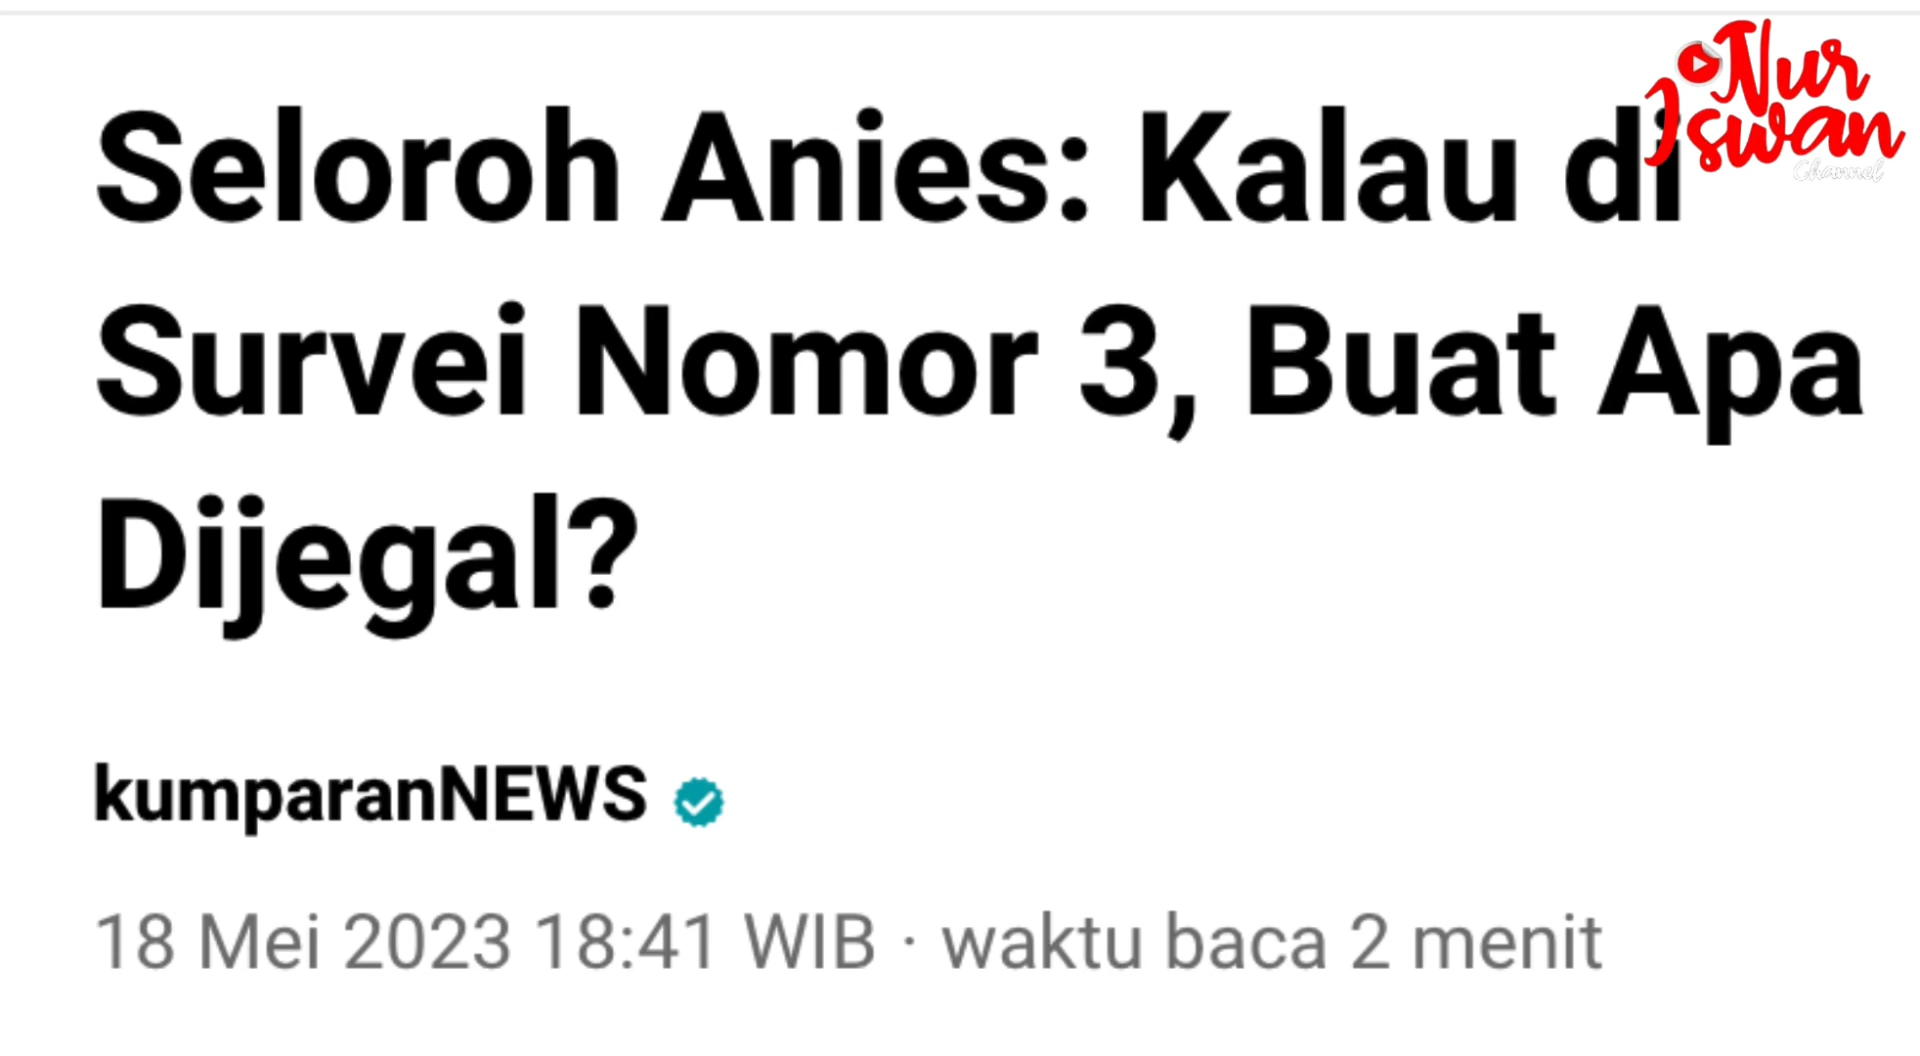 Seloroh Anies: Kalau di
Survei Nomor 3, Buat Apa
Dijegal?
kumparanNEWS
18 Mei 2023 18:41 WIB · waktu baca 2 menit
Nur
Iswan
Channel